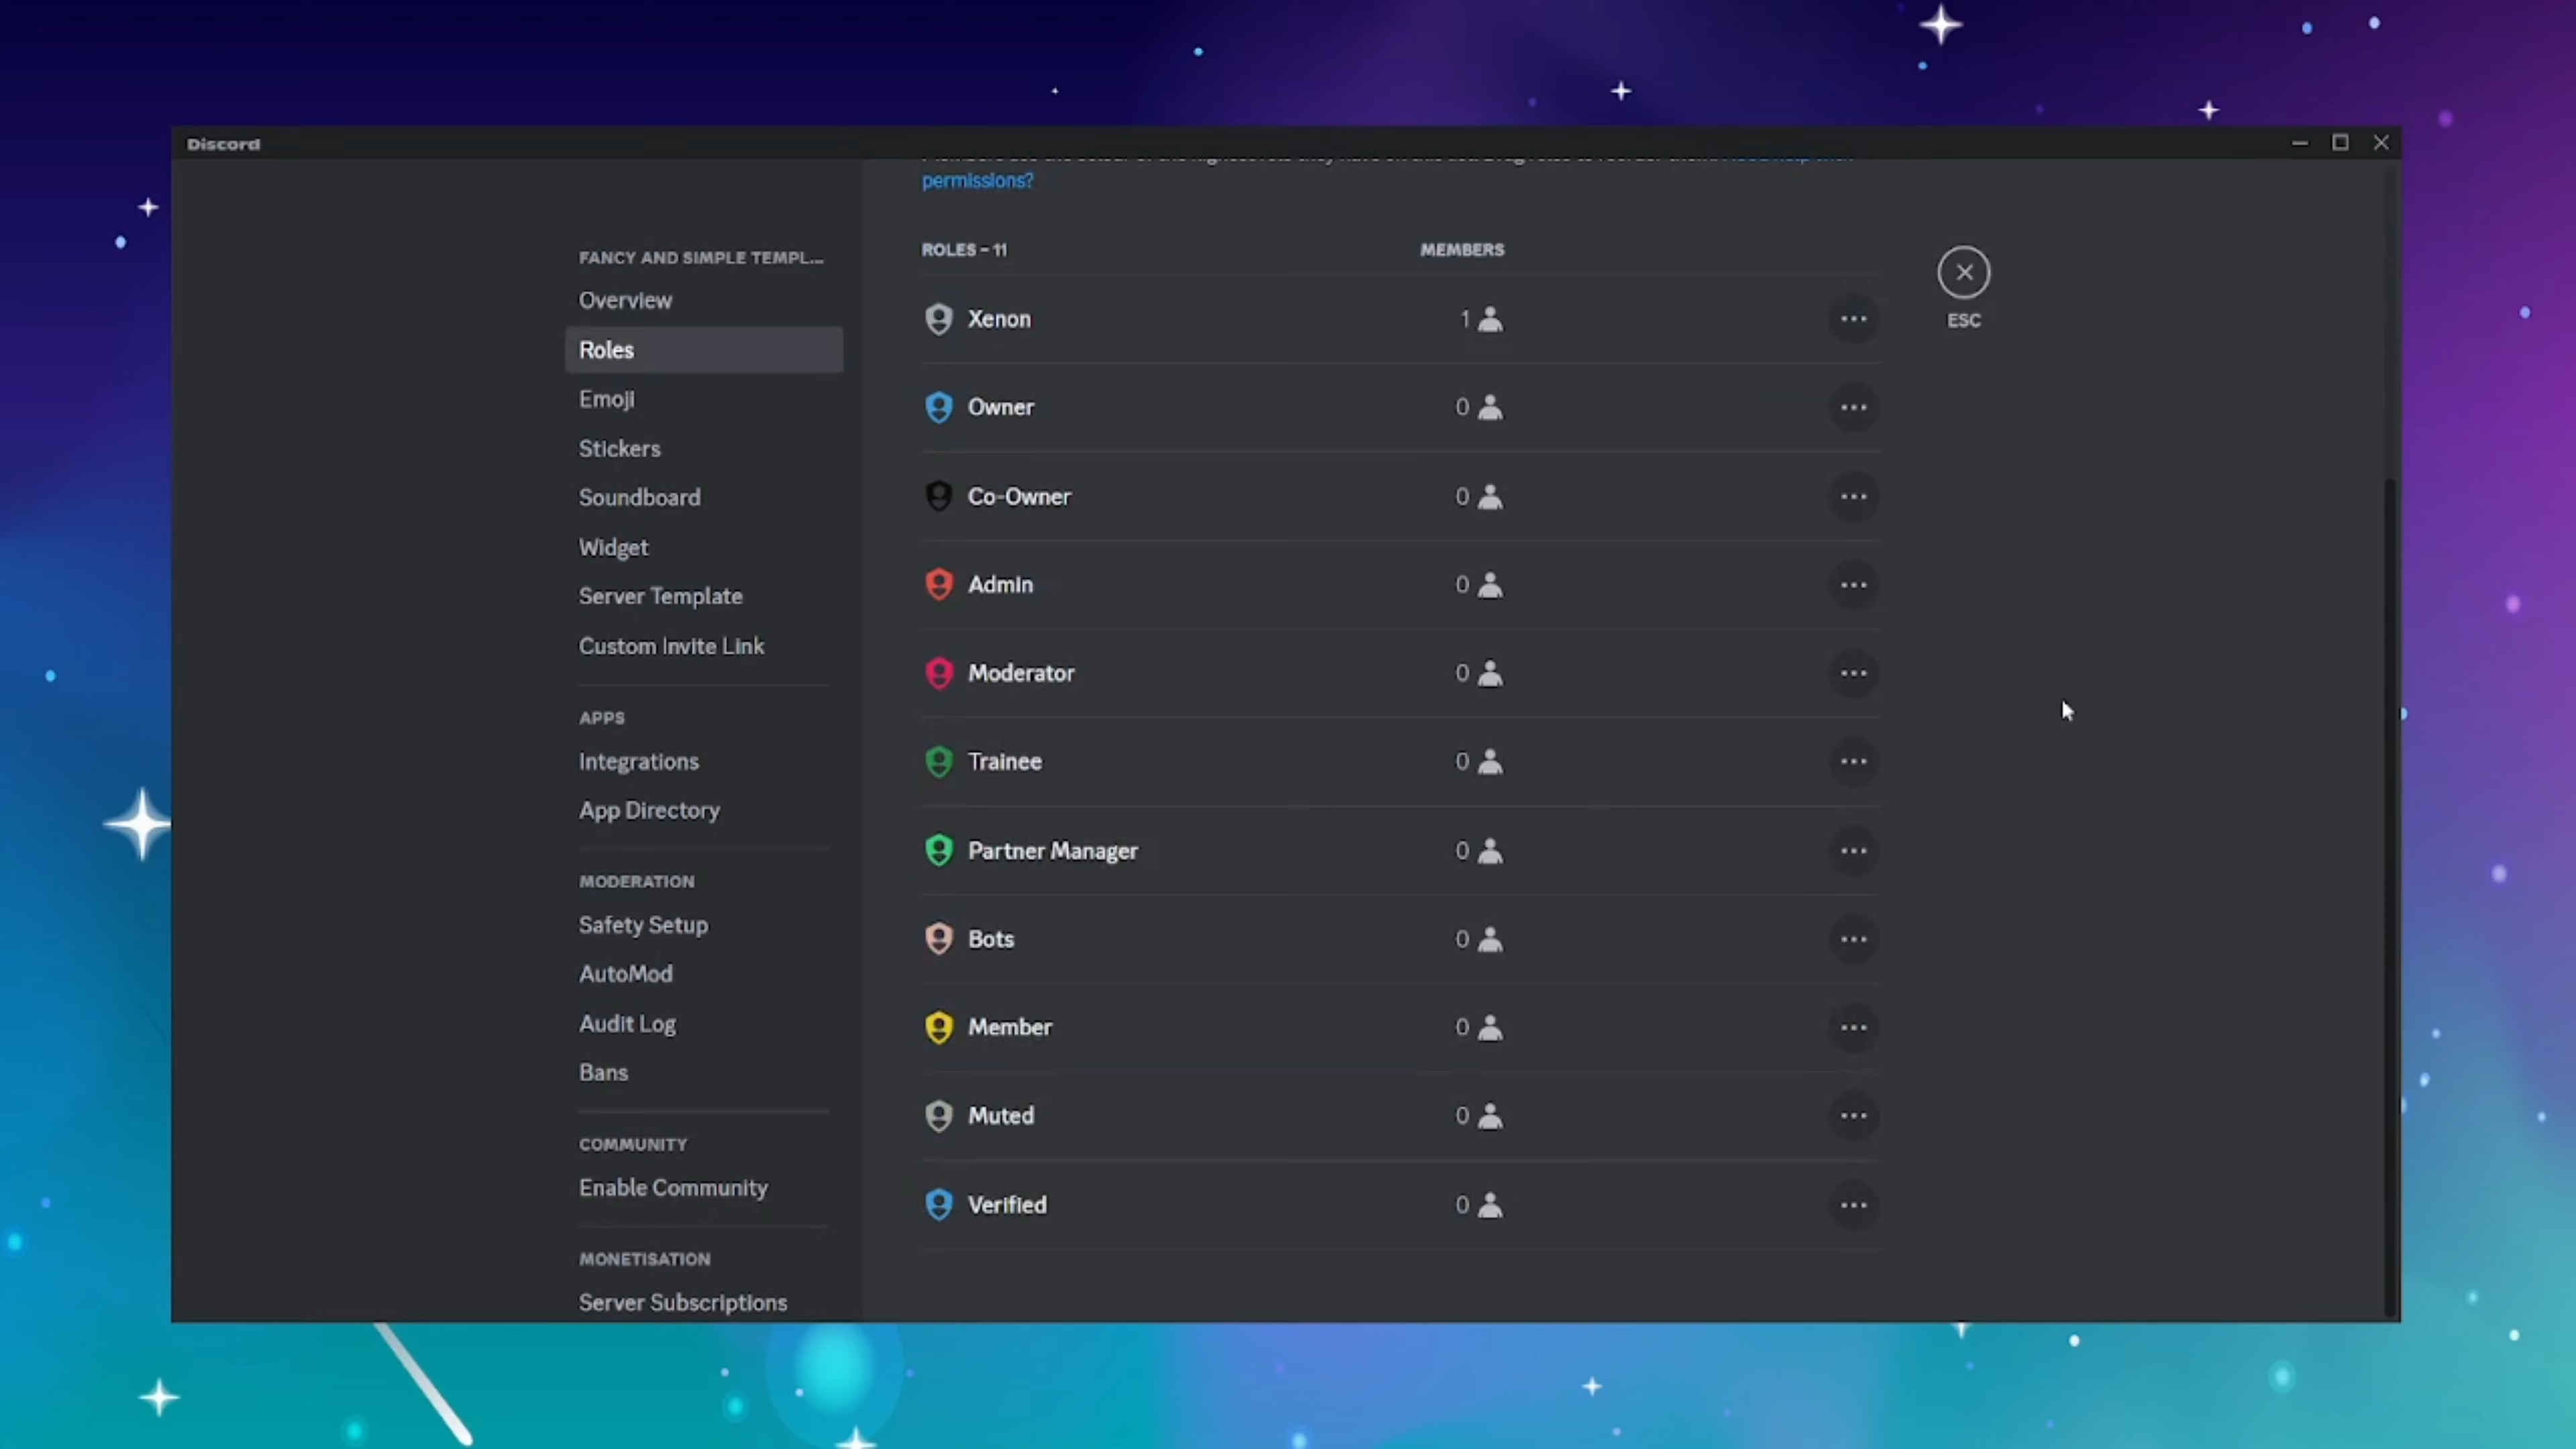 Discord
permissions?
FANCY AND SIMPLE TEMPL...
Overview
Roles
Emoji
Stickers
Soundboard
Widget
Server Template
Custom Invite Link
APPS
Integrations
App Directory
MODERATION
Safety Setup
AutoMod
Audit Log
Bans
COMMUNITY
Enable Community
MONETISATION
Server Subscriptions
ROLES – 11 MEMBERS
Xenon 1
Owner 0
Co-Owner 0
Admin 0
Moderator 0
Trainee 0
Partner Manager 0
Bots 0
Member 0
Muted 0
Verified 0
ESC